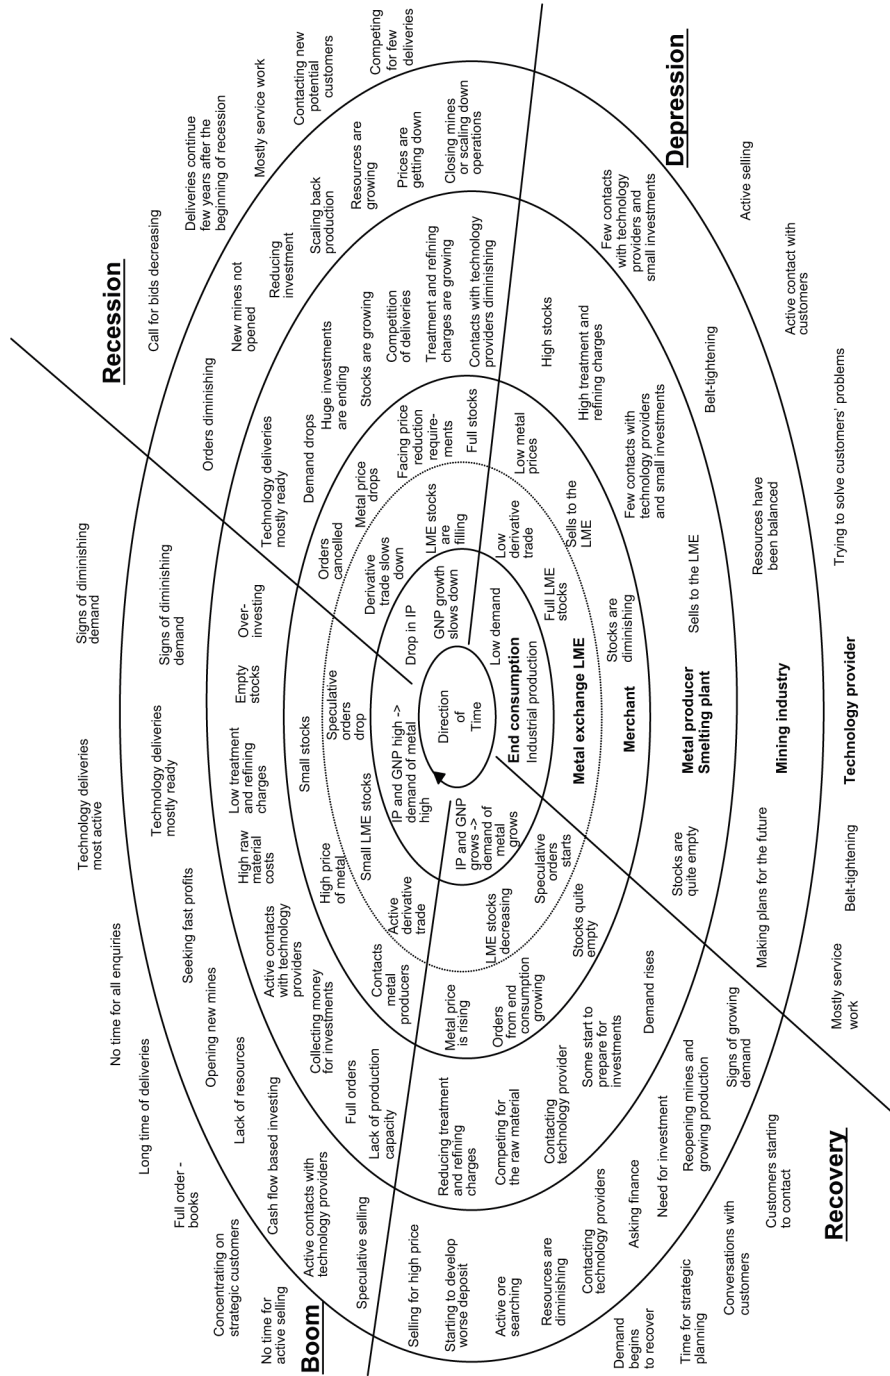 Recession
Depression
Boom
Recovery
Direction
of
Time
End consumption
Industrial production
Metal exchange LME
Merchant
Metal producer
Smelting plant
Mining industry
Technology provider
IP and GNP high ->
demand of metal
high
Drop in IP
GNP growth
slows down
Low demand
IP and GNP
grows ->
demand of
metal
grows
Small LME stocks
Speculative
orders
drop
Derivative
trade slows
down
LME stocks
are
filling
Low
derivative
trade
Full LME
stocks
Speculative
orders
starts
LME stocks
decreasing
Active
derivative
trade
High price
of metal
Small stocks
Orders
cancelled
Metal price
drops
Facing price
reduction
require-
ments
Full stocks
Low metal
prices
Sells to the
LME
Stocks are
diminishing
Stocks quite
empty
Orders
from end
consumption
growing
Metal price
is rising
Contacts
metal
producers
Lack of production
capacity
Full orders
Collecting money
for investments
Active contacts
with technology
providers
High raw
material
costs
Low treatment
and refining
charges
Empty
stocks
Over-
investing
Technology deliveries
mostly ready
Demand drops
Huge investments
are ending
Stocks are growing
Competition
of deliveries
Treatment and refining
charges are growing
Contacts with technology
providers diminishing
High stocks
High treatment and
refining charges
Few contacts with
technology providers
and small investments
Sells to the LME
Stocks are
quite empty
Demand rises
Some start to
prepare for
investments
Contacting
technology provider
Competing for
the raw material
Reducing treatment
and refining
charges
Speculative selling
Active contacts with
technology providers
Cash flow based investing
Lack of resources
Opening new mines
Seeking fast profits
Technology deliveries
mostly ready
Signs of diminishing
demand
Orders diminishing
New mines not
opened
Reducing
investment
Scaling back
production
Resources are
growing
Prices are
getting down
Closing mines
or scaling down
operations
Few contacts
with technology
providers and
small investments
Belt-tightening
Resources have
been balanced
Making plans for the future
Signs of growing
demand
Reopening mines and
growing production
Need for investment
Asking finance
Contacting
technology providers
Resources are
diminishing
Active ore
searching
Starting to develop
worse deposit
Selling for high price
No time for
active selling
Concentrating on
strategic customers
Full order -
books
Long time of deliveries
No time for all enquiries
Technology deliveries
most active
Signs of diminishing
demand
Call for bids decreasing
Deliveries continue
few years after the
beginning of recession
Mostly service work
Contacting new
potential
customers
Competing
for few
deliveries
Active selling
Active contact with
customers
Trying to solve customers' problems
Belt-tightening
Mostly service
work
Customers starting
to contact
Conversations with
customers
Time for strategic
planning
Demand
begins
to recover